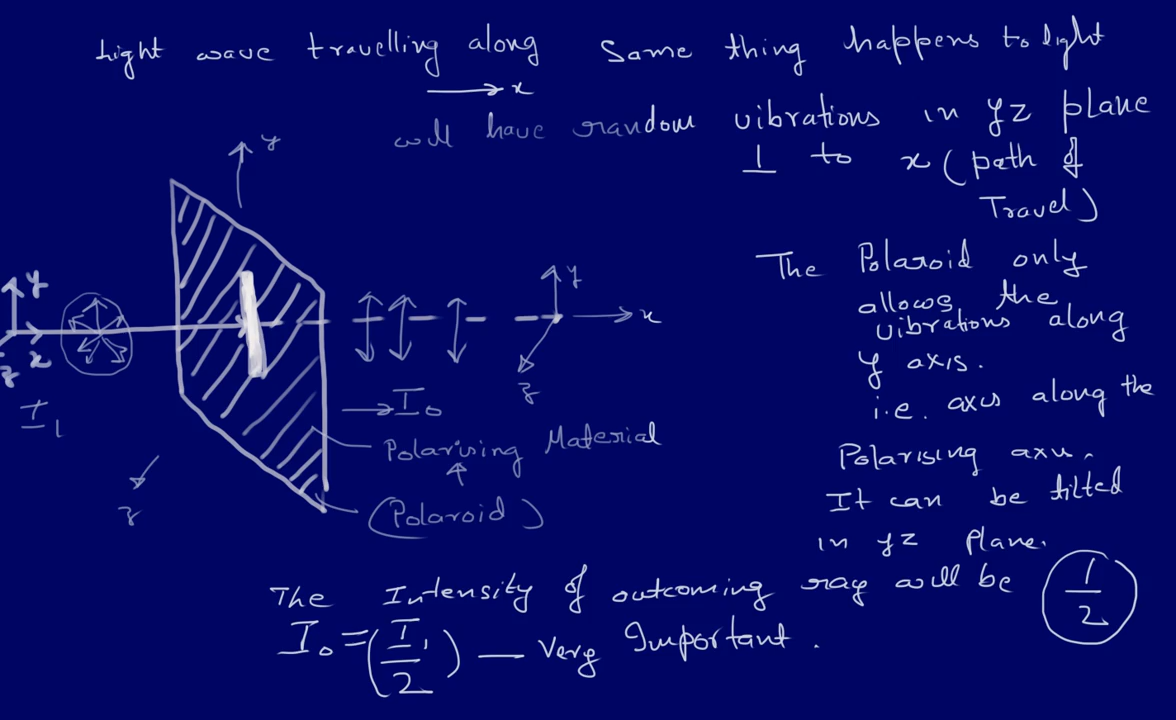 Light wave travelling along
→ x
Same thing happens to light
will have random vibrations in yz plane
⊥ to x (path of
Travel)
y
The Polaroid only
allows the
vibrations along
y axis.
i.e. axis along the
Polarising axis.
It can be tilted
in yz plane.
y
x
z
I₁
y
x
z
→ I₀
Polarising Material
(Polaroid)
z
The Intensity of outcoming ray will be 1/2
I₀ = (I₁/2) — Very Important.